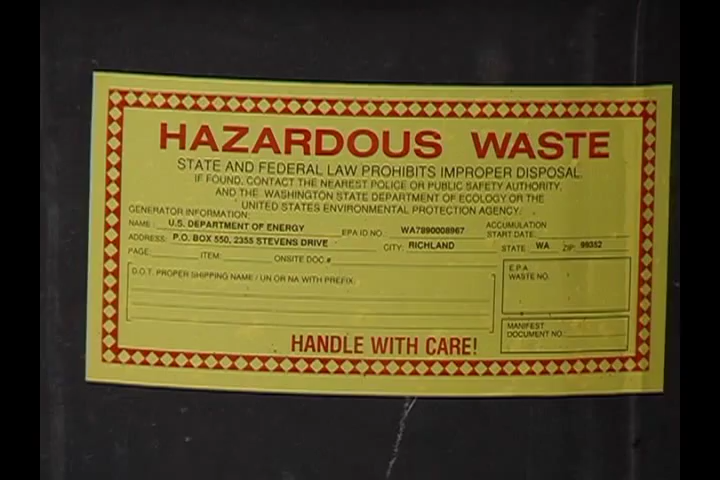 HAZARDOUS WASTE
STATE AND FEDERAL LAW PROHIBITS IMPROPER DISPOSAL.
IF FOUND, CONTACT THE NEAREST POLICE OR PUBLIC SAFETY AUTHORITY,
AND THE WASHINGTON STATE DEPARTMENT OF ECOLOGY OR THE
UNITED STATES ENVIRONMENTAL PROTECTION AGENCY.
GENERATOR INFORMATION:
NAME: U.S. DEPARTMENT OF ENERGY EPA ID NO. WA7890008967 ACCUMULATION START DATE:
ADDRESS: P.O. BOX 550, 2355 STEVENS DRIVE CITY: RICHLAND STATE: WA ZIP: 99352
PAGE: ITEM: ONSITE DOC.#
D.O.T. PROPER SHIPPING NAME / UN OR NA WITH PREFIX
E.P.A.
WASTE NO.
MANIFEST
DOCUMENT NO.
HANDLE WITH CARE!